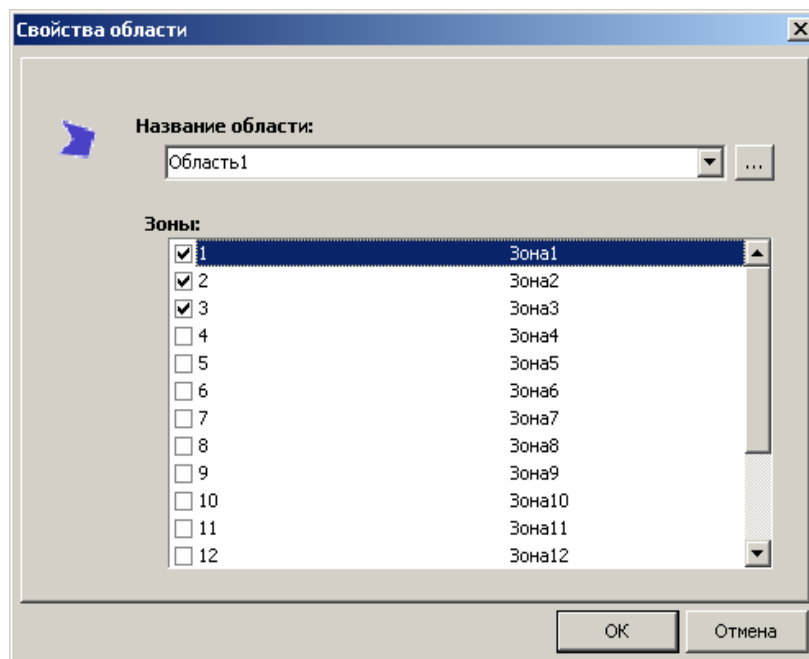 Свойства области
Название области:
Область1
...
Зоны:
1 Зона1
2 Зона2
3 Зона3
4 Зона4
5 Зона5
6 Зона6
7 Зона7
8 Зона8
9 Зона9
10 Зона10
11 Зона11
12 Зона12
ОК Отмена